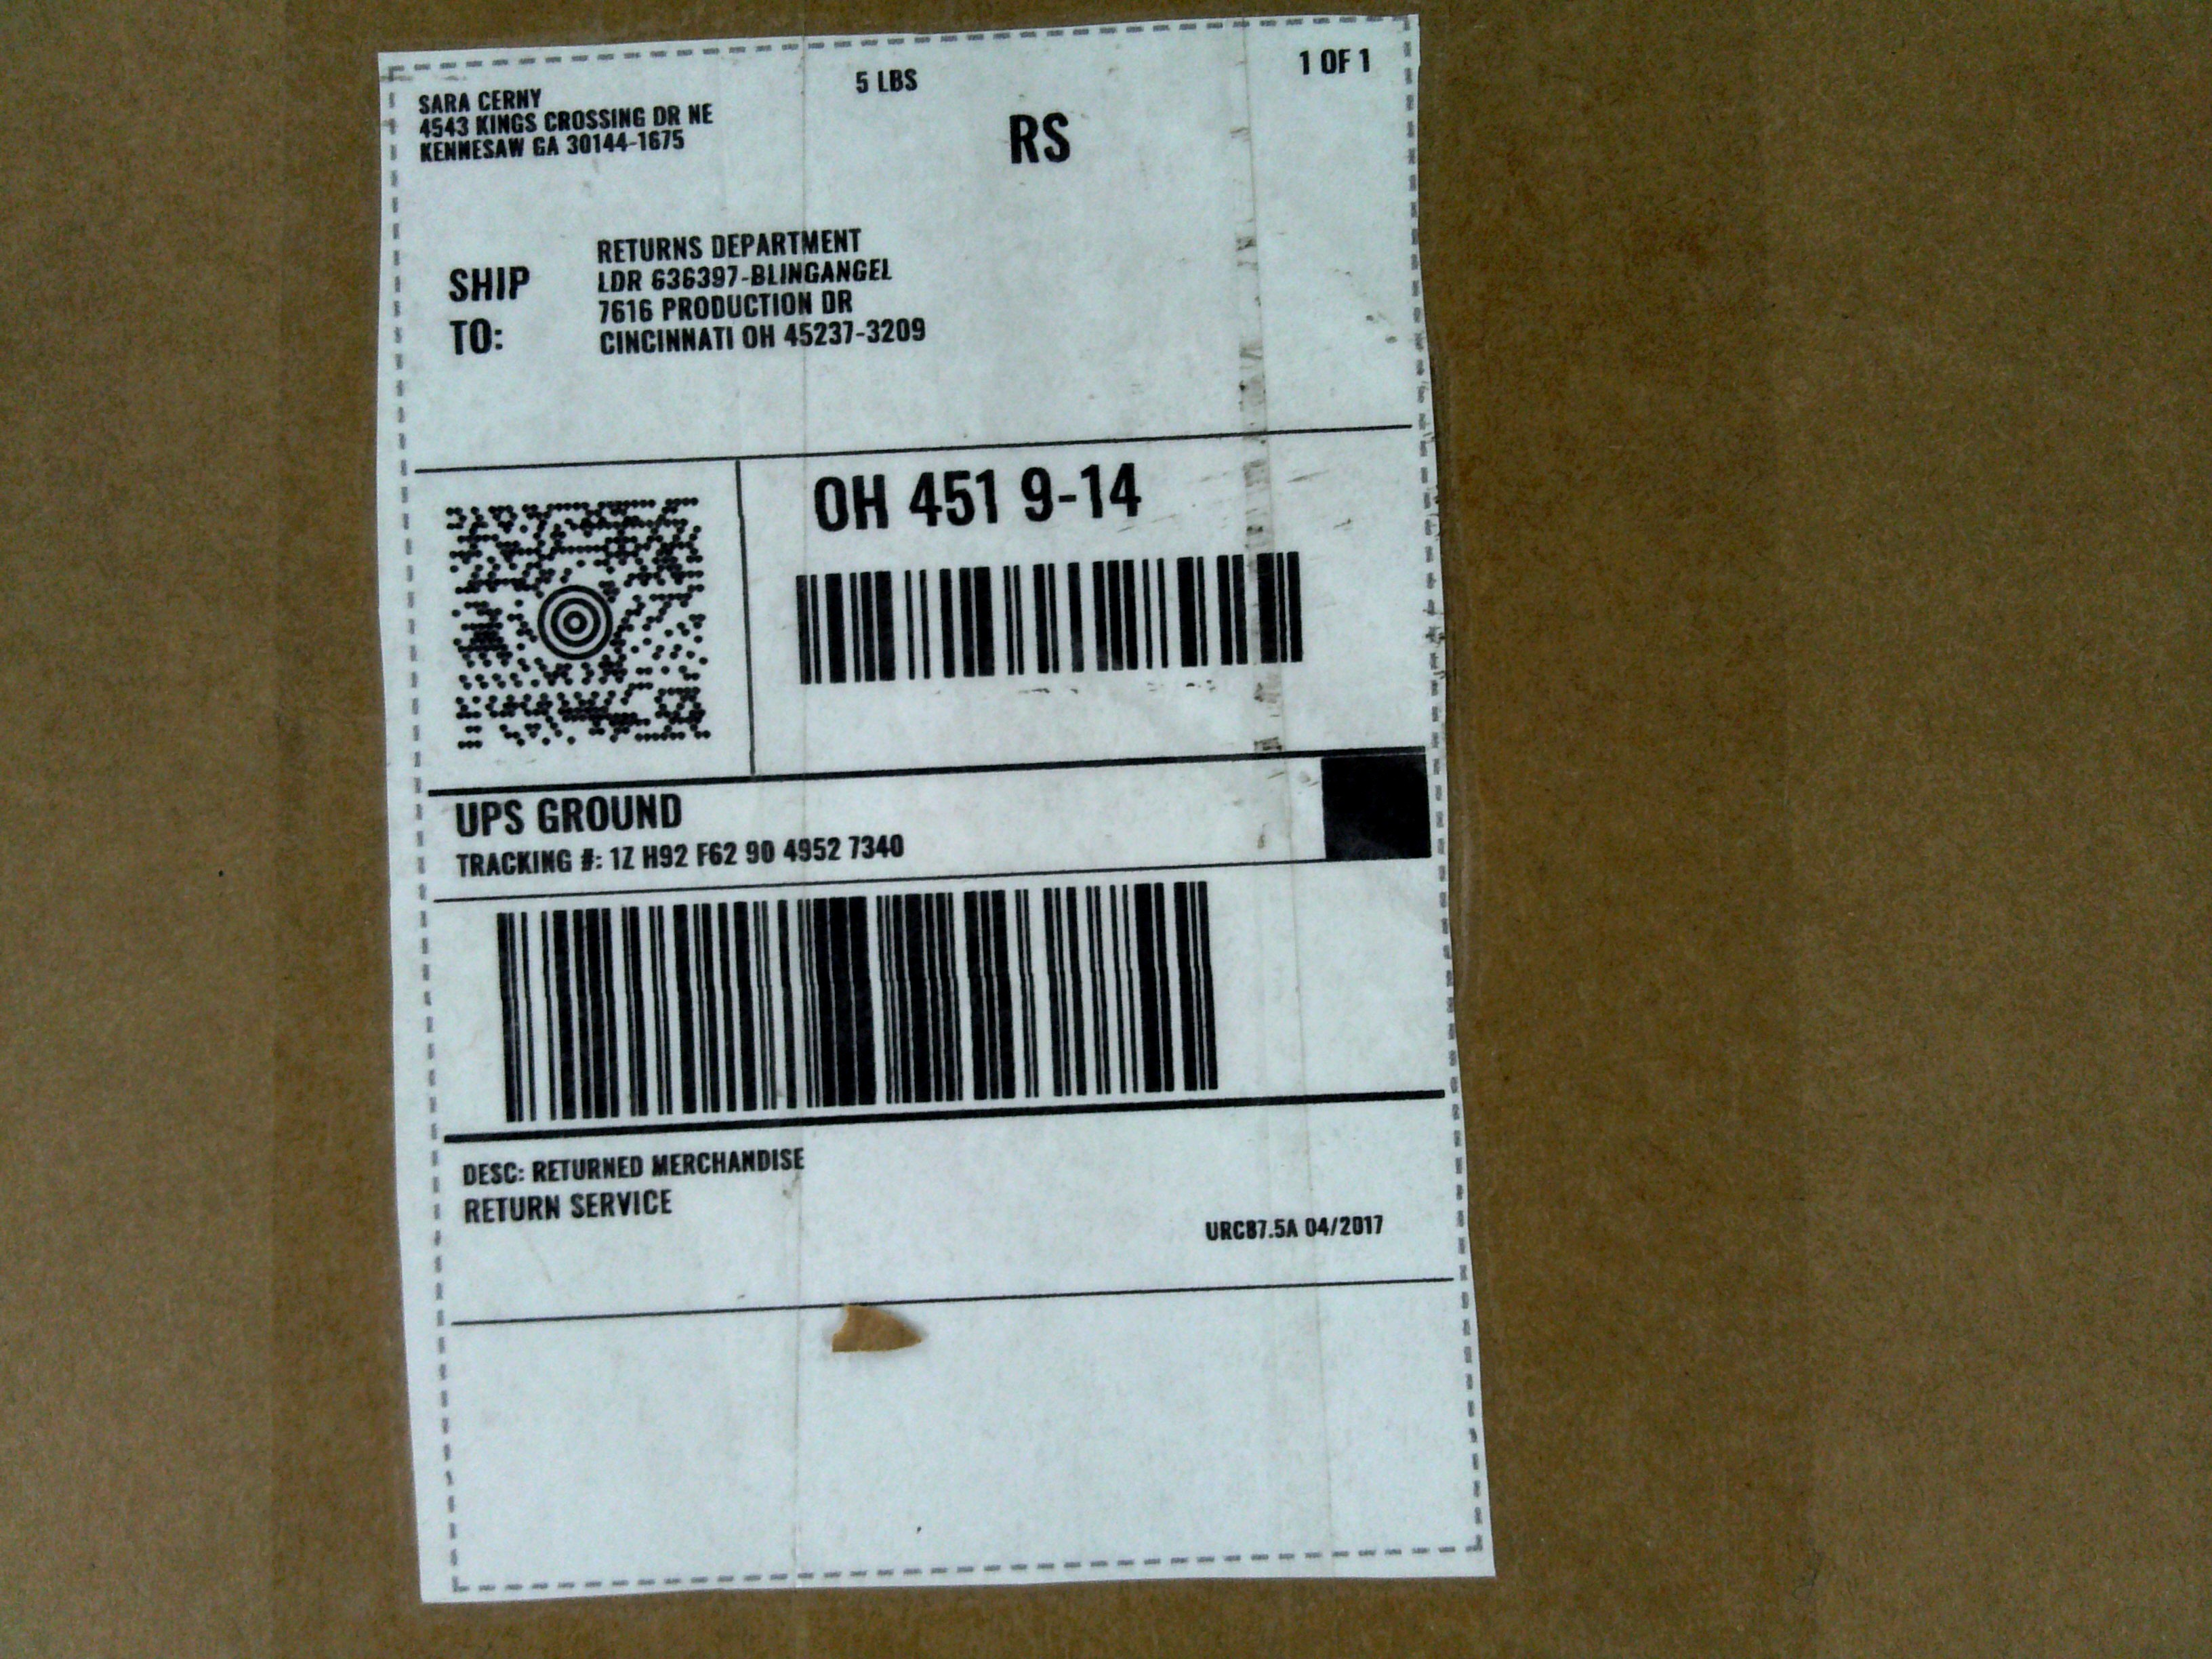 SARA CERNY
4543 KINGS CROSSING DR NE
KENNESAW GA 30144-1675
5 LBS
1 OF 1
RS
SHIP TO:
RETURNS DEPARTMENT
LDR 636397-BLINGANGEL
7616 PRODUCTION DR
CINCINNATI OH 45237-3209
OH 451 9-14
UPS GROUND
TRACKING #: 1Z H92 F62 90 4952 7340
DESC: RETURNED MERCHANDISE
RETURN SERVICE
URC87.5A 04/2017